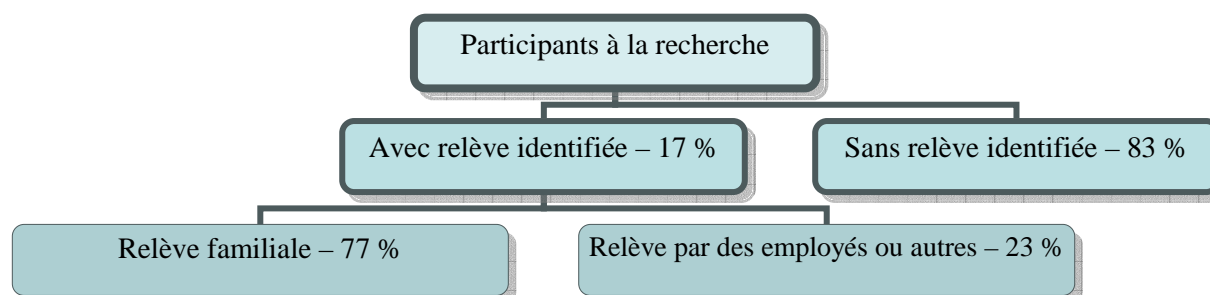 Participants à la recherche
Avec relève identifiée – 17 %
Sans relève identifiée – 83 %
Relève familiale – 77 %
Relève par des employés ou autres – 23 %